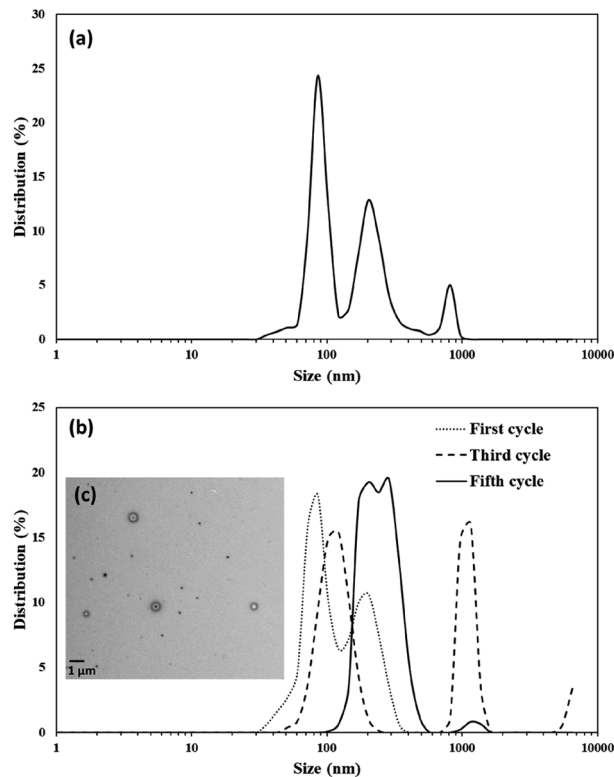 (a)
30
25
20
15
10
5
0
Distribution (%)
1 10 100 1000 10000
Size (nm)
(b)
25
20
15
10
5
0
Distribution (%)
First cycle
Third cycle
Fifth cycle
(c)
1 µm
1 10 100 1000 10000
Size (nm)